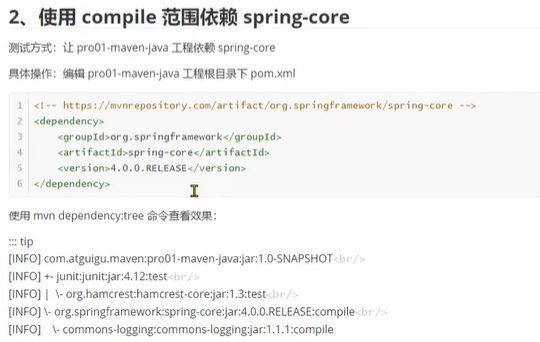 2、使用 compile 范围依赖 spring-core
测试方式：让 pro01-maven-java 工程依赖 spring-core
具体操作：编辑 pro01-maven-java 工程根目录下 pom.xml
1 <!-- https://mvnrepository.com/artifact/org.springframework/spring-core -->
2 <dependency>
3     <groupId>org.springframework</groupId>
4     <artifactId>spring-core</artifactId>
5     <version>4.0.0.RELEASE</version>
6 </dependency>
使用 mvn dependency:tree 命令查看效果：
::: tip
[INFO] com.atguigu.maven:pro01-maven-java:jar:1.0-SNAPSHOT<br/>
[INFO] +- junit:junit:jar:4.12:test<br/>
[INFO] | \- org.hamcrest:hamcrest-core:jar:1.3:test<br/>
[INFO] \- org.springframework:spring-core:jar:4.0.0.RELEASE:compile<br/>
[INFO]    \- commons-logging:commons-logging:jar:1.1.1:compile